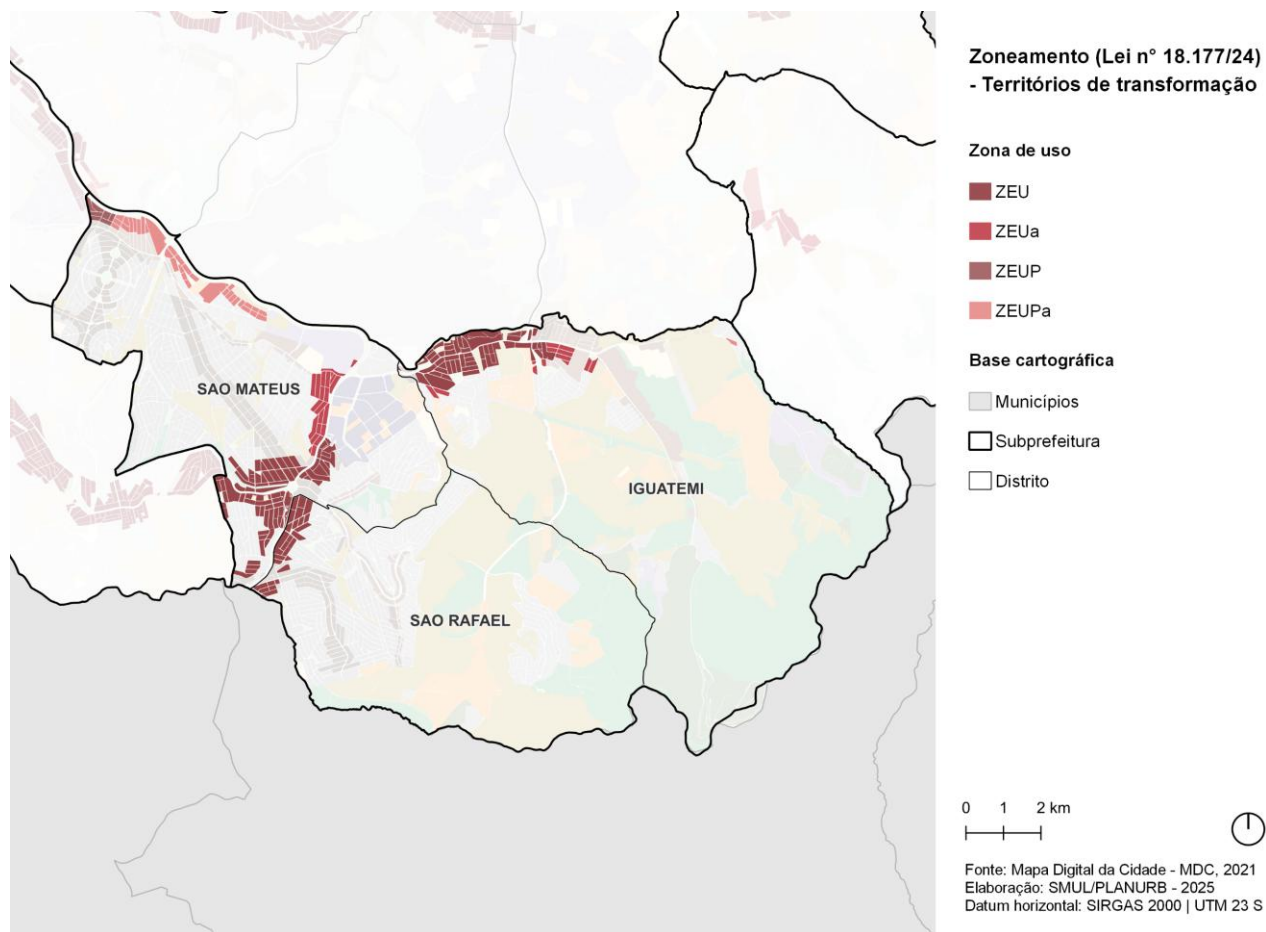 Zoneamento (Lei n° 18.177/24)
- Territórios de transformação
Zona de uso
ZEU
ZEUa
ZEUP
ZEUPa
Base cartográfica
Municípios
Subprefeitura
Distrito
SAO MATEUS
IGUATEMI
SAO RAFAEL
0 1 2 km
Fonte: Mapa Digital da Cidade - MDC, 2021
Elaboração: SMUL/PLANURB - 2025
Datum horizontal: SIRGAS 2000 | UTM 23 S